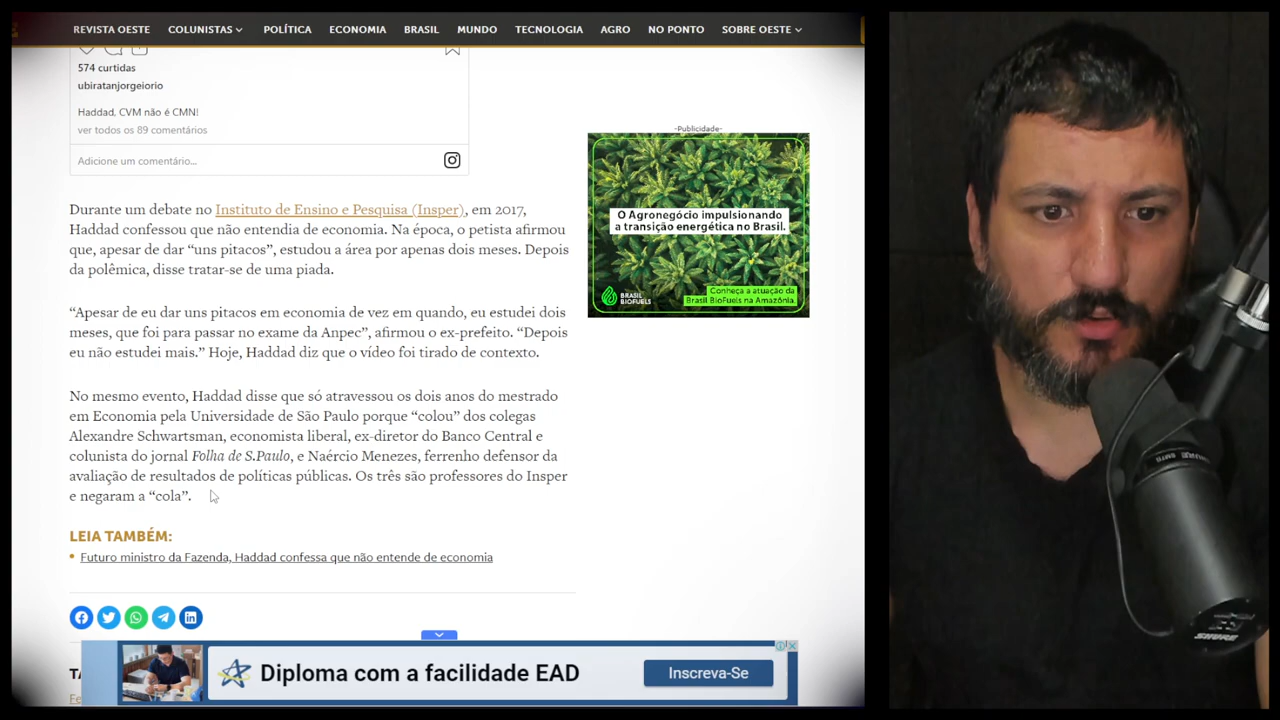 REVISTA OESTE COLUNISTAS POLÍTICA ECONOMIA BRASIL MUNDO TECNOLOGIA AGRO NO PONTO SOBRE OESTE
574 curtidas
ubiratanjorgeiorio
Haddad, CVM não é CMN!
ver todos os 89 comentários
Adicione um comentário...
-Publicidade-
O Agronegócio impulsionando
a transição energética no Brasil.
BRASIL
BIOFUELS
Conheça a atuação da
Brasil BioFuels na Amazônia.
Durante um debate no Instituto de Ensino e Pesquisa (Insper), em 2017,
Haddad confessou que não entendia de economia. Na época, o petista afirmou
que, apesar de dar “uns pitacos”, estudou a área por apenas dois meses. Depois
da polêmica, disse tratar-se de uma piada.
“Apesar de eu dar uns pitacos em economia de vez em quando, eu estudei dois
meses, que foi para passar no exame da Anpec”, afirmou o ex-prefeito. “Depois
eu não estudei mais.” Hoje, Haddad diz que o vídeo foi tirado de contexto.
No mesmo evento, Haddad disse que só atravessou os dois anos do mestrado
em Economia pela Universidade de São Paulo porque “colou” dos colegas
Alexandre Schwartsman, economista liberal, ex-diretor do Banco Central e
colunista do jornal Folha de S.Paulo, e Naércio Menezes, ferrenho defensor da
avaliação de resultados de políticas públicas. Os três são professores do Insper
e negaram a “cola”.
LEIA TAMBÉM:
Futuro ministro da Fazenda, Haddad confessa que não entende de economia
Diploma com a facilidade EAD
Inscreva-Se
SHURE